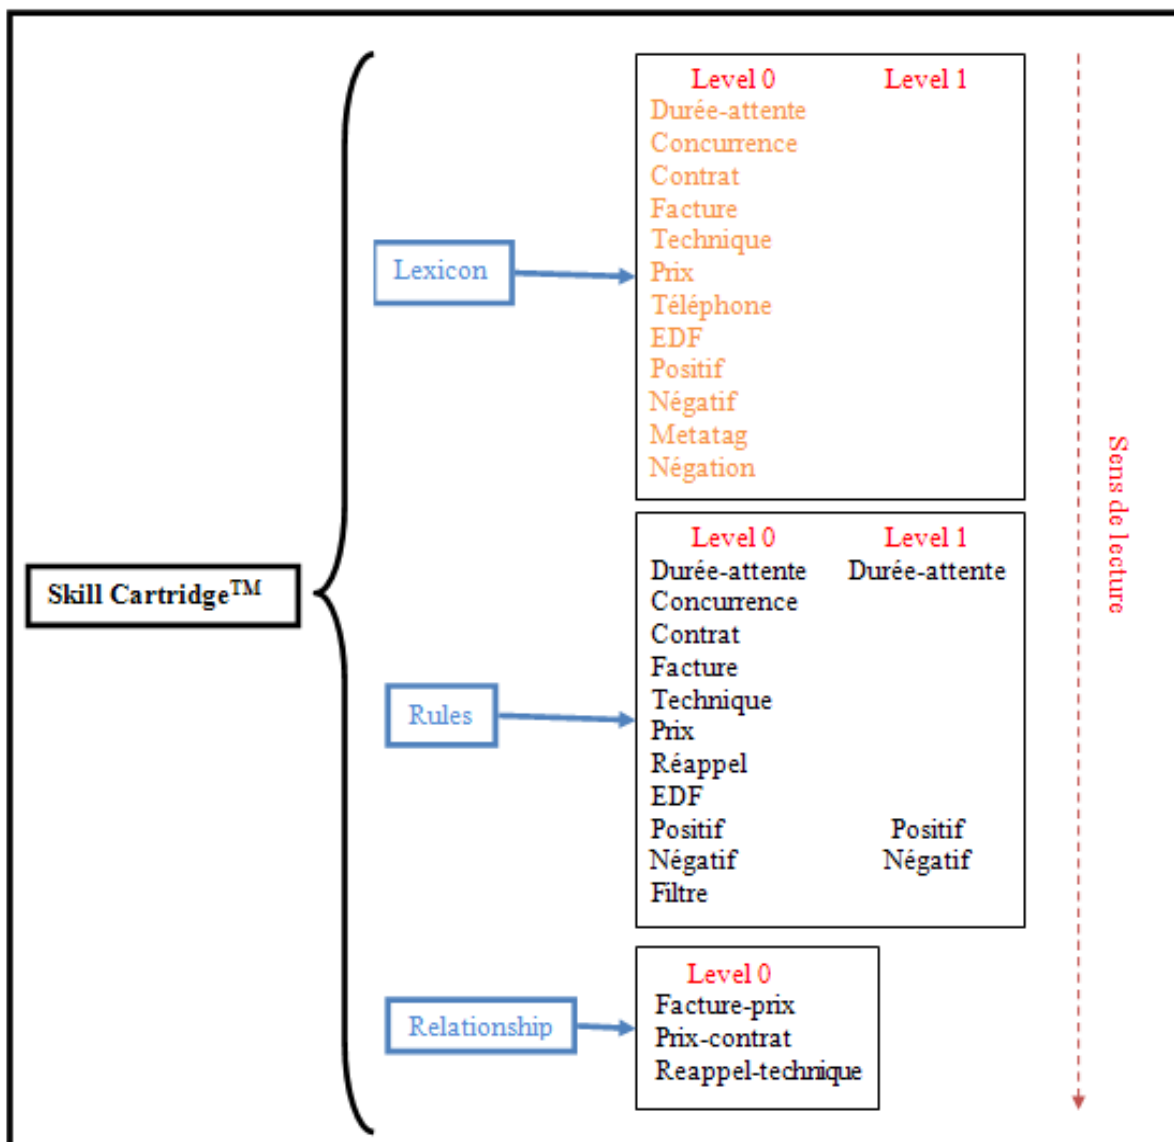 Skill Cartridge™
Lexicon
Level 0 Level 1
Durée-attente
Concurrence
Contrat
Facture
Technique
Prix
Téléphone
EDF
Positif
Négatif
Metatag
Négation
Rules
Level 0 Level 1
Durée-attente Durée-attente
Concurrence
Contrat
Facture
Technique
Prix
Réappel
EDF
Positif Positif
Négatif Négatif
Filtre
Relationship
Level 0
Facture-prix
Prix-contrat
Reappel-technique
Sens de lecture